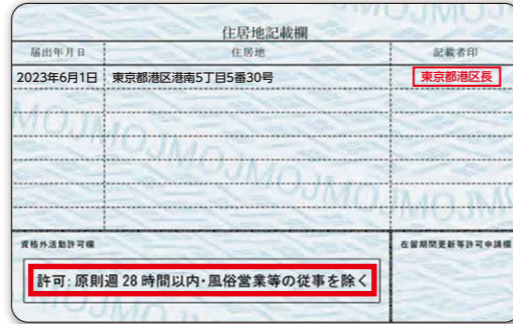 住居地記載欄
届出年月日 住居地 記載者印
2023年6月1日 東京都港区港南5丁目5番30号 東京都港区長
MOJMOJMOJMOJMOJMO
資格外活動許可欄 在留期間更新等許可申請欄
許可:原則週28時間以内・風俗営業等の従事を除く